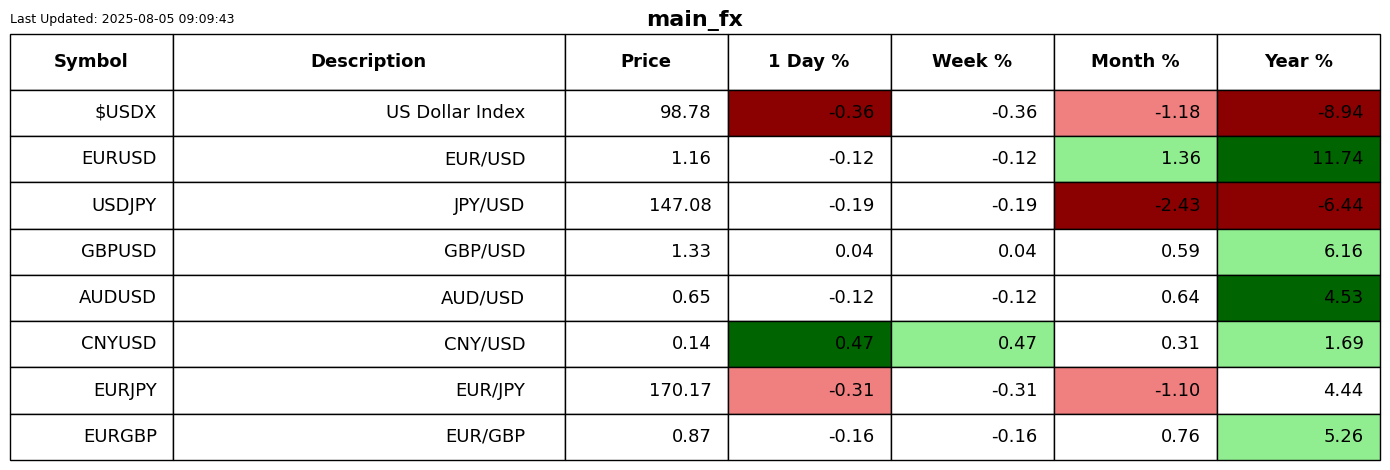 Last Updated: 2025-08-05 09:09:43
main_fx
Symbol Description Price 1 Day % Week % Month % Year %
$USDX US Dollar Index 98.78 -0.36 -0.36 -1.18 -8.94
EURUSD EUR/USD 1.16 -0.12 -0.12 1.36 11.74
USDJPY JPY/USD 147.08 -0.19 -0.19 -2.43 -6.44
GBPUSD GBP/USD 1.33 0.04 0.04 0.59 6.16
AUDUSD AUD/USD 0.65 -0.12 -0.12 0.64 4.53
CNYUSD CNY/USD 0.14 0.47 0.47 0.31 1.69
EURJPY EUR/JPY 170.17 -0.31 -0.31 -1.10 4.44
EURGBP EUR/GBP 0.87 -0.16 -0.16 0.76 5.26